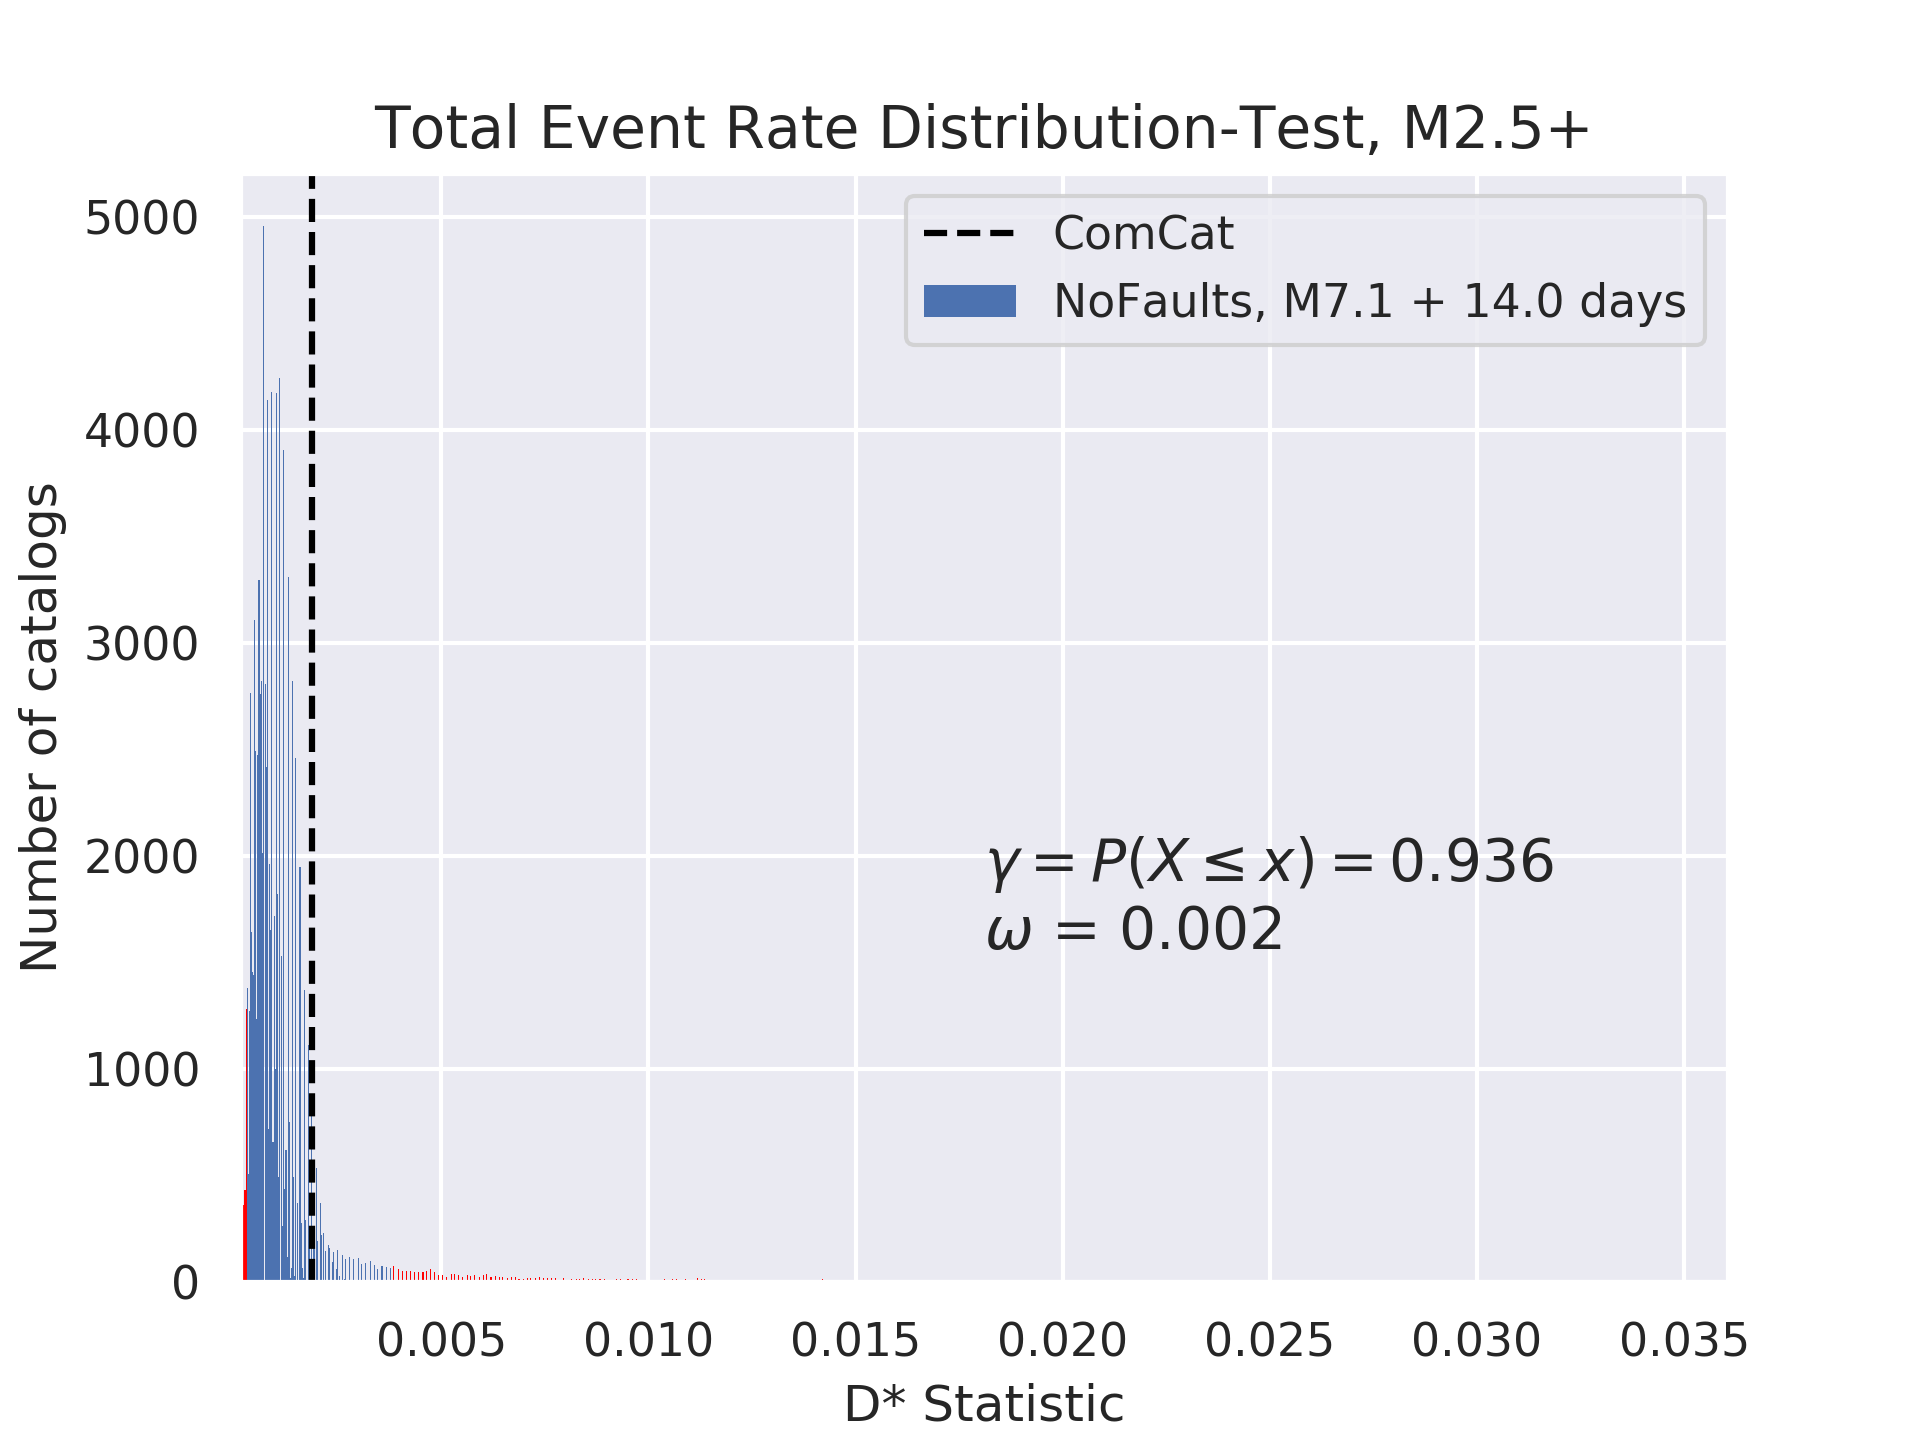 Total Event Rate Distribution-Test, M2.5+
ComCat
NoFaults, M7.1 + 14.0 days
5000
4000
3000
2000
1000
0
Number of catalogs
γ = P(X ≤ x) = 0.936
ω = 0.002
0.005 0.010 0.015 0.020 0.025 0.030 0.035
D* Statistic